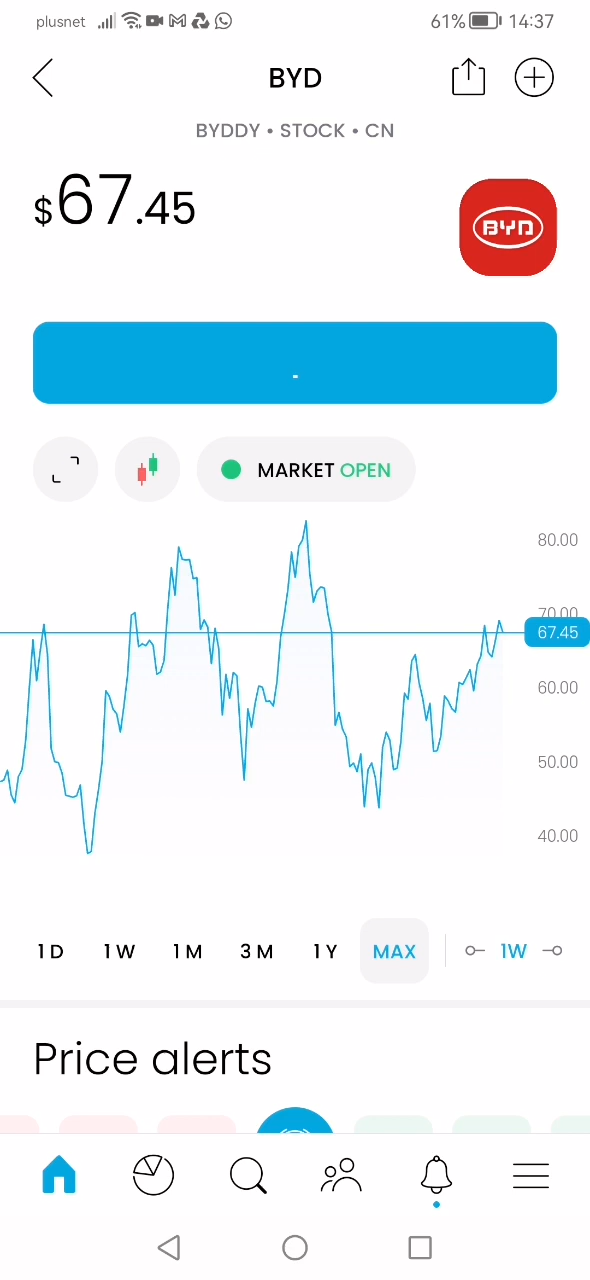 plusnet 61% 14:37
BYD
BYDDY • STOCK • CN
$67.45
BYD
-
MARKET OPEN
80.00
70.00
67.45
60.00
50.00
40.00
1D 1W 1M 3M 1Y MAX 1W
Price alerts